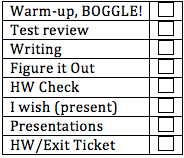 Warm-up, BOGGLE!
Test review
Writing
Figure it Out
HW Check
I wish (present)
Presentations
HW/Exit Ticket